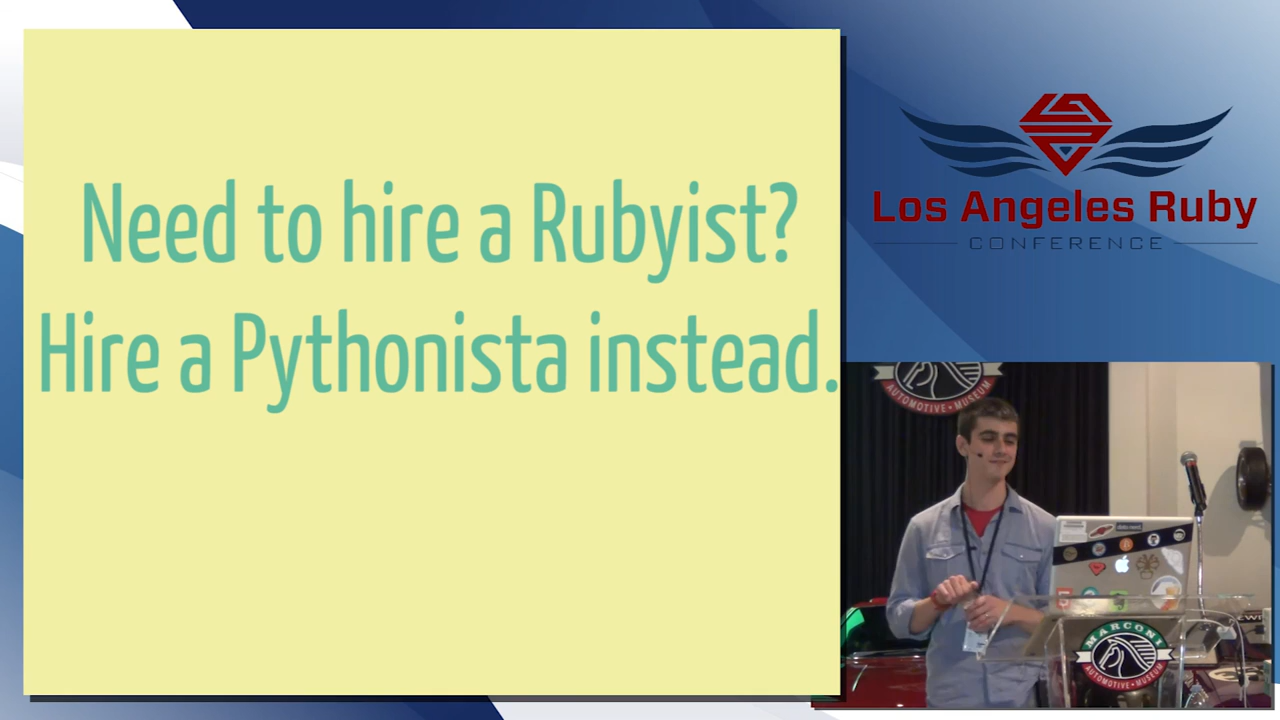 Need to hire a Rubyist?
Hire a Pythonista instead.
Los Angeles Ruby
CONFERENCE
AUTOMOTIVE • MUSEUM
MARCONI
AUTOMOTIVE • MUSEUM